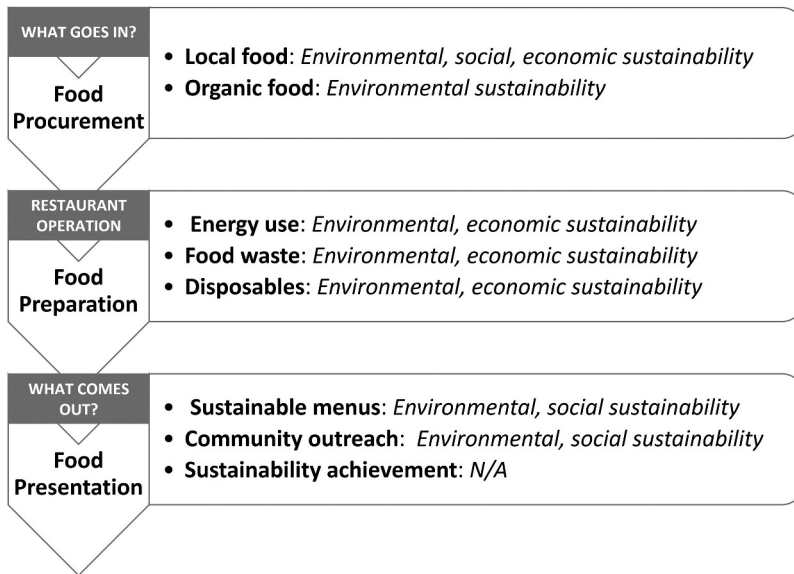 WHAT GOES IN?
Food
Procurement
• Local food: Environmental, social, economic sustainability
• Organic food: Environmental sustainability
RESTAURANT
OPERATION
Food
Preparation
• Energy use: Environmental, economic sustainability
• Food waste: Environmental, economic sustainability
• Disposables: Environmental, economic sustainability
WHAT COMES
OUT?
Food
Presentation
• Sustainable menus: Environmental, social sustainability
• Community outreach: Environmental, social sustainability
• Sustainability achievement: N/A